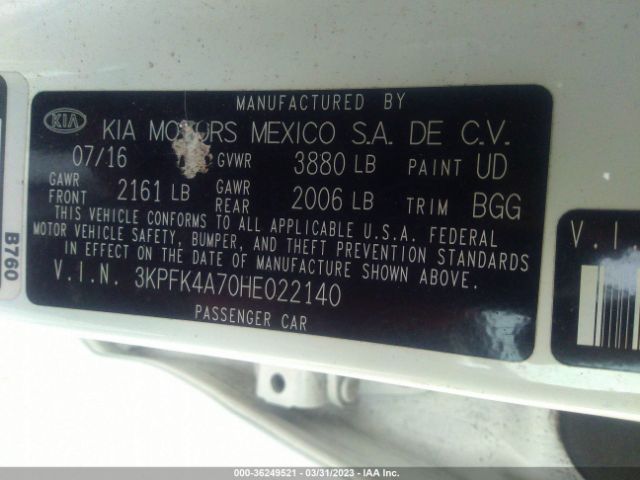 MANUFACTURED BY
KIA KIA MOTORS MEXICO S.A. DE C.V.
07/16 GVWR 3880 LB PAINT UD
GAWR FRONT 2161 LB GAWR REAR 2006 LB TRIM BGG
THIS VEHICLE CONFORMS TO ALL APPLICABLE U.S.A. FEDERAL
MOTOR VEHICLE SAFETY, BUMPER, AND THEFT PREVENTION STANDARDS
IN EFFECT ON THE DATE OF MANUFACTURE SHOWN ABOVE.
V.I.N. 3KPFK4A70HE022140
PASSENGER CAR
B760
V.I
000-36249521 - 03/31/2023 - IAA Inc.